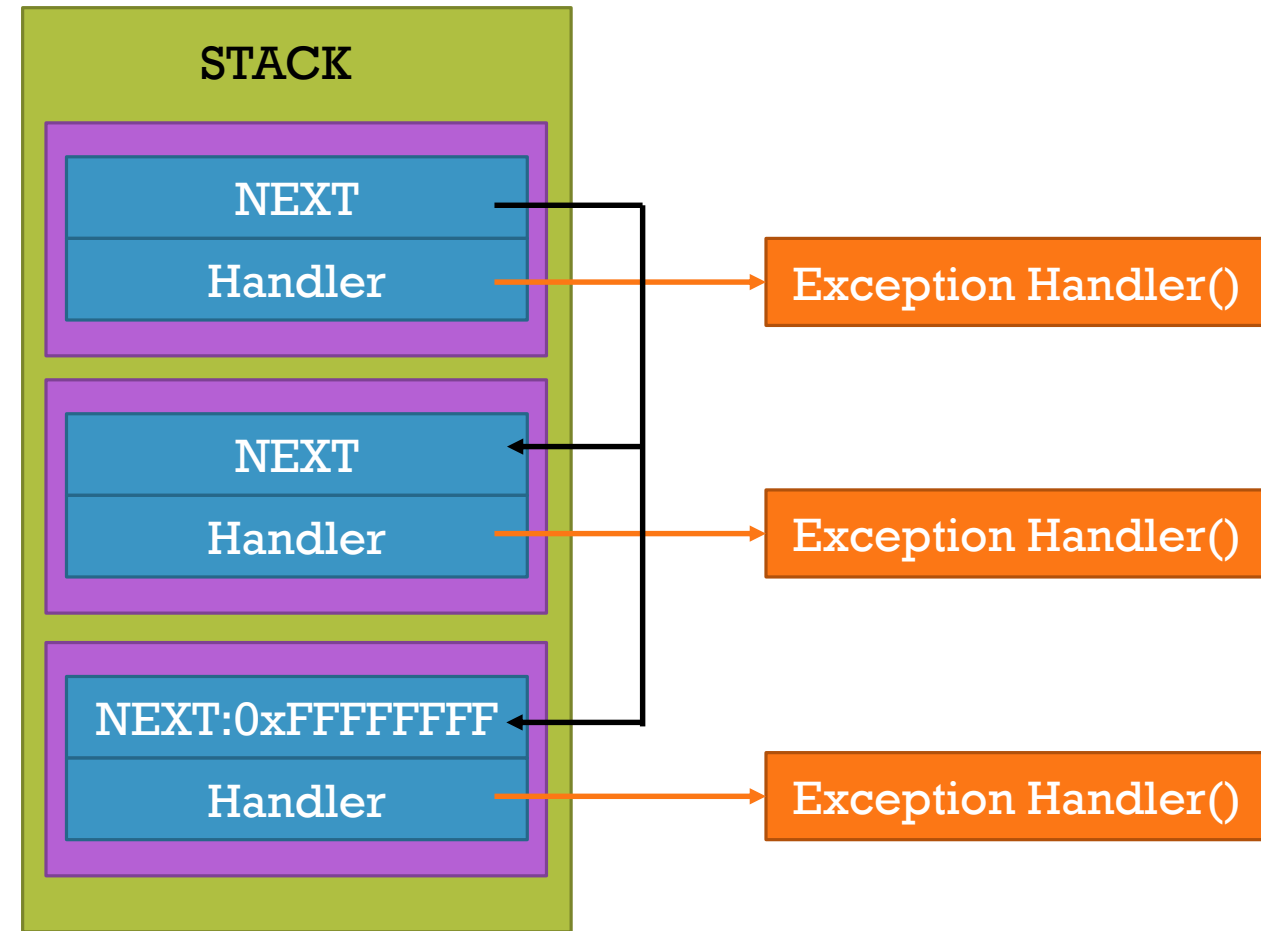 STACK
NEXT
Handler
Exception Handler()
NEXT
Handler
Exception Handler()
NEXT:0xFFFFFFFF
Handler
Exception Handler()